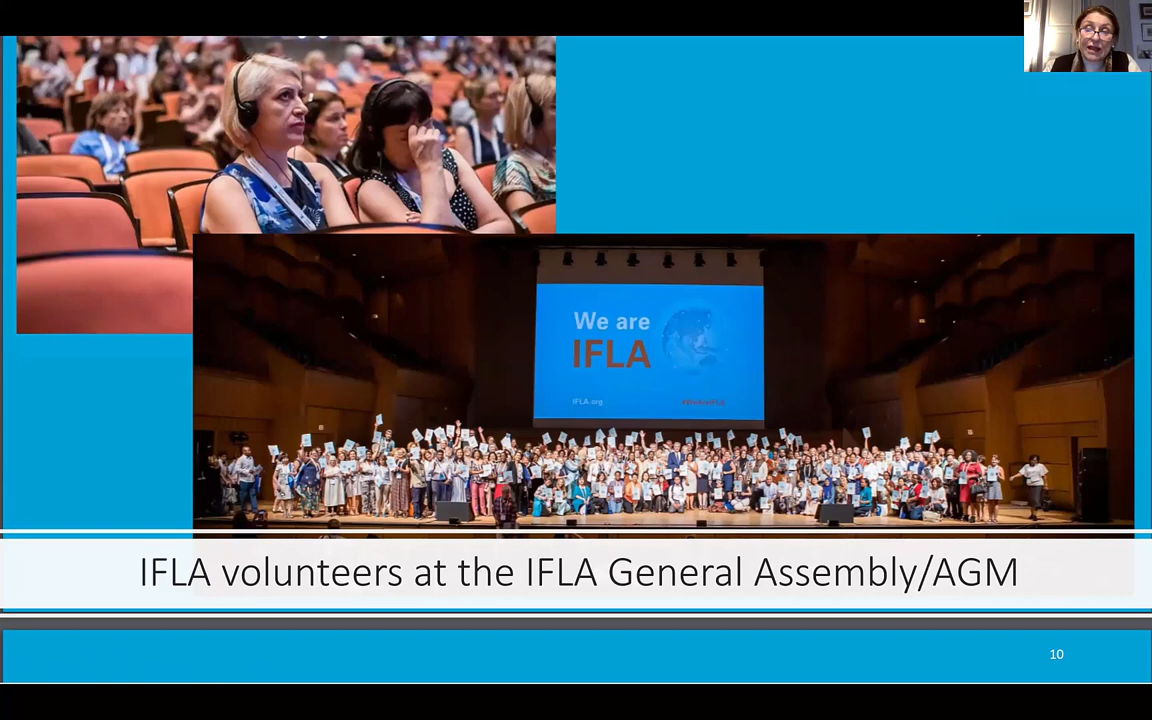 We are
IFLA
IFLA.org
IFLA volunteers at the IFLA General Assembly/AGM
10